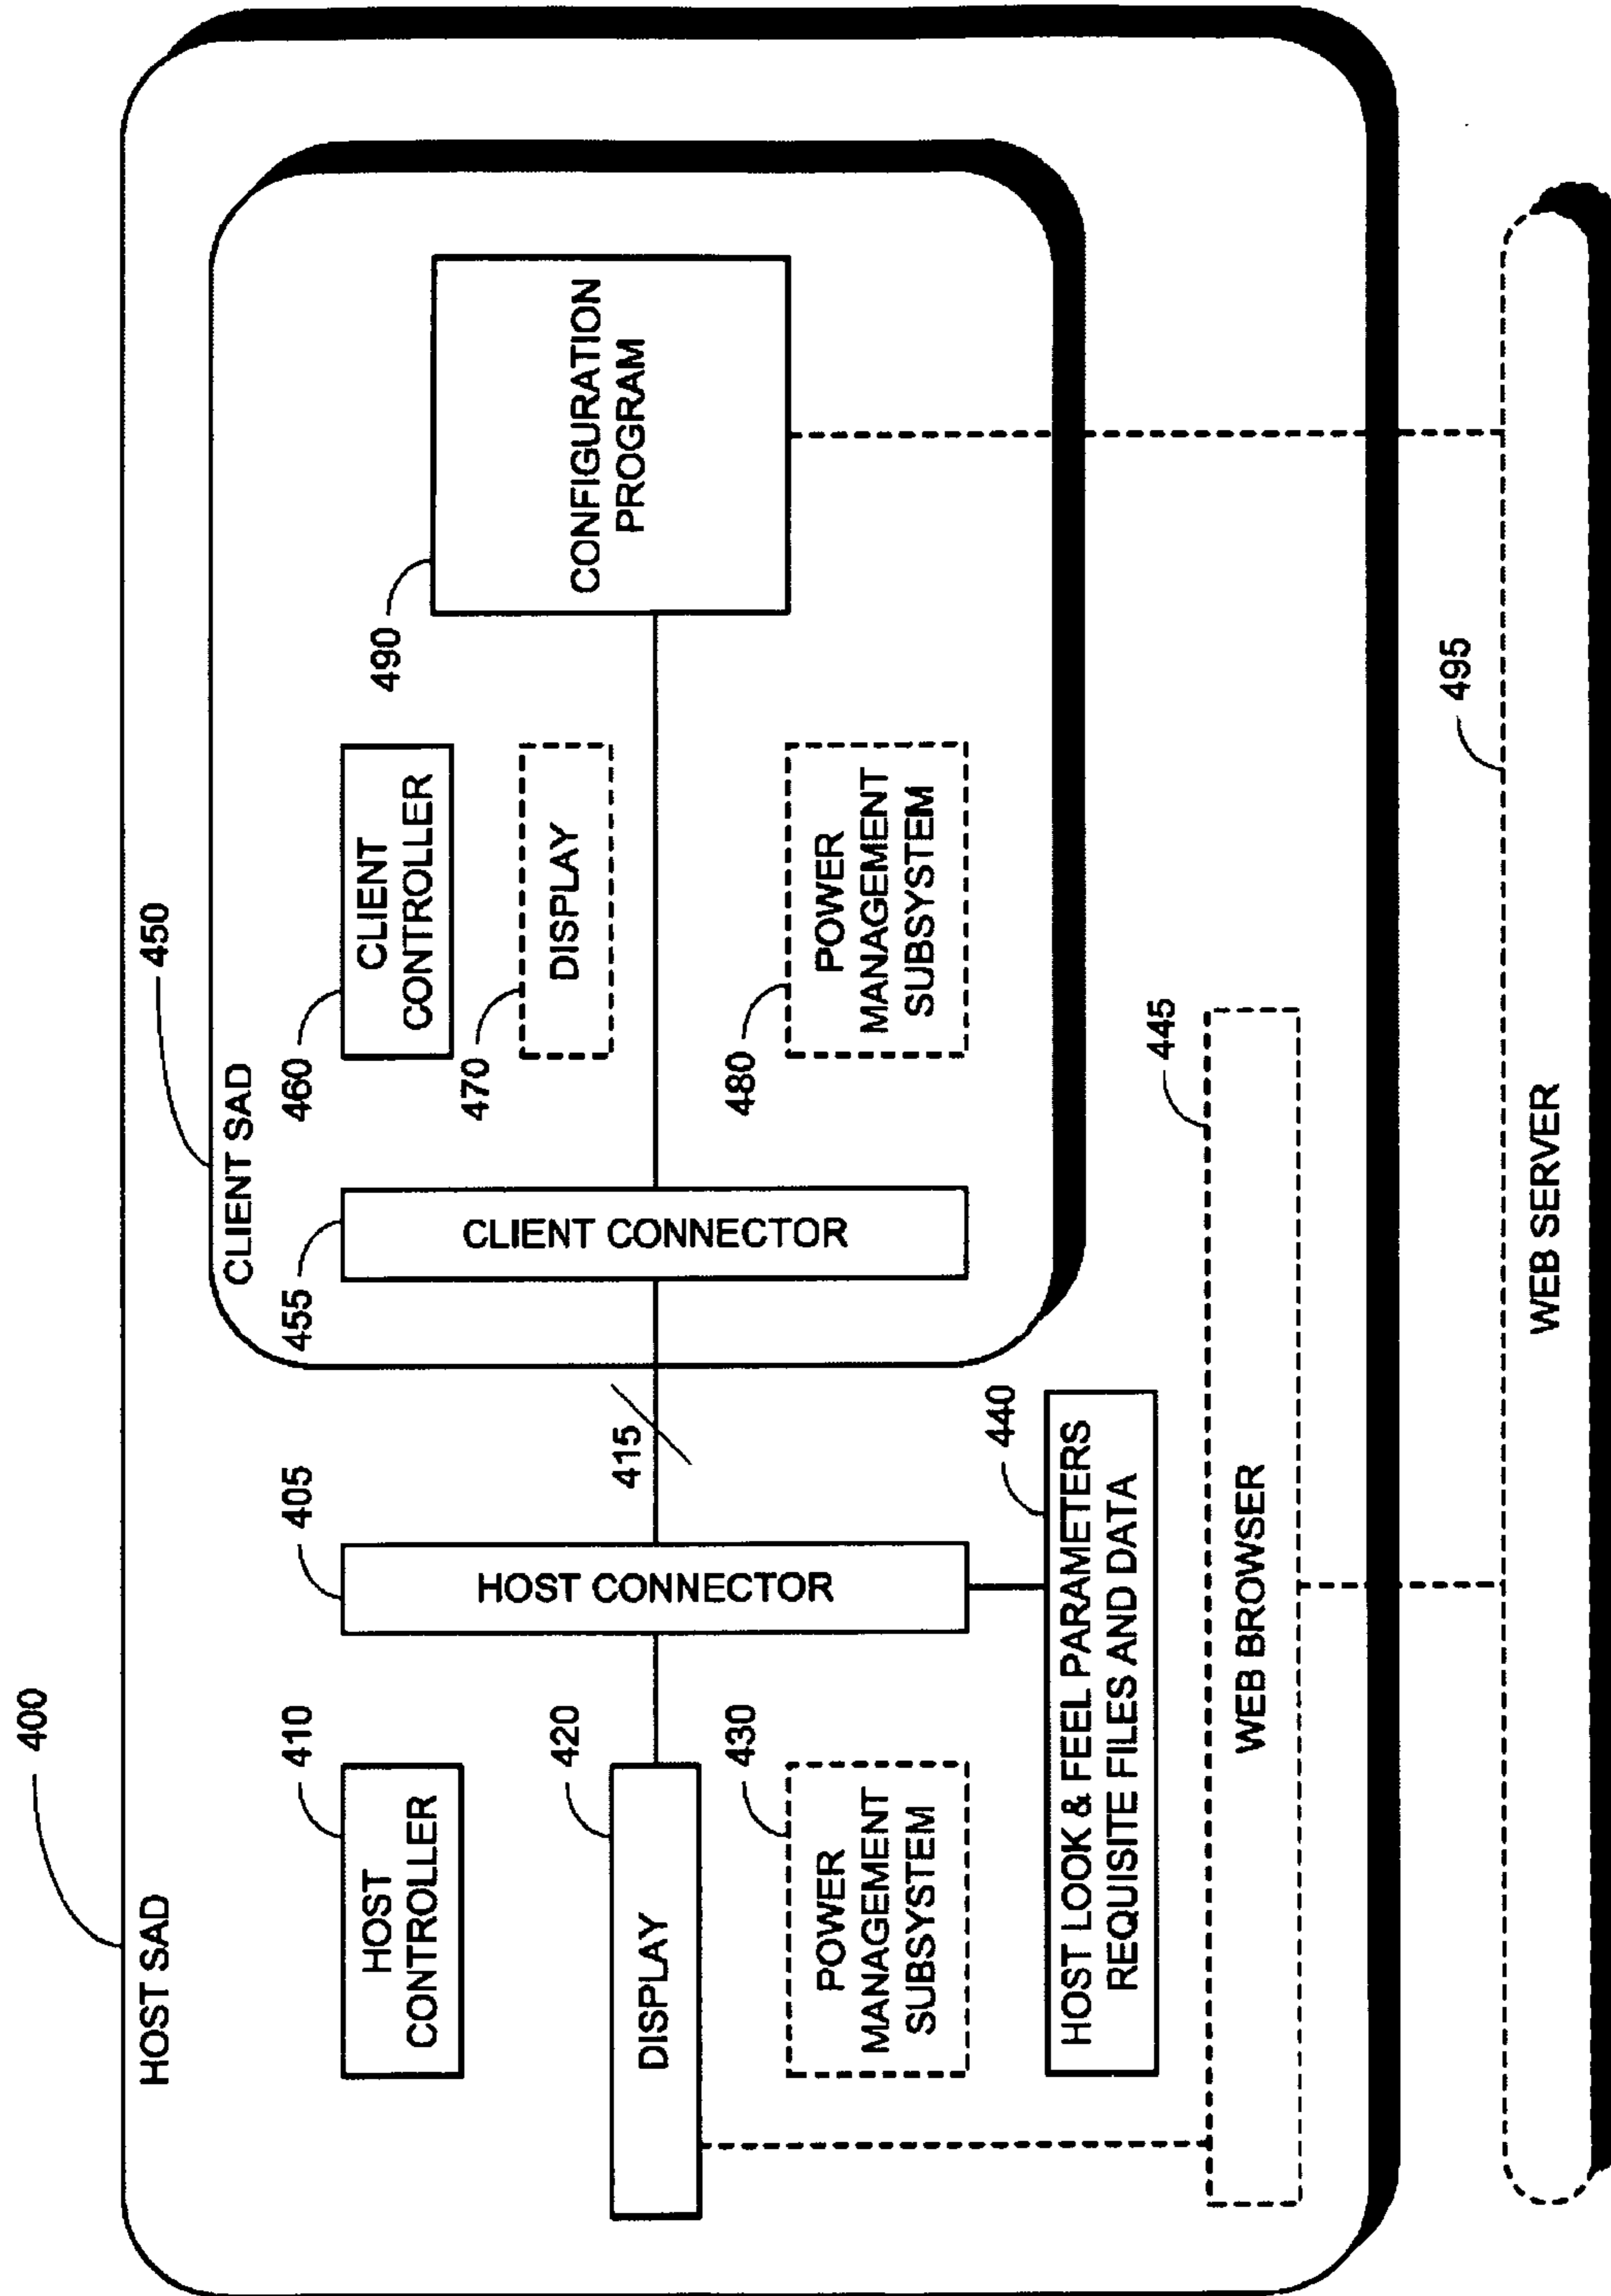 400
HOST SAD
410
HOST
CONTROLLER
420
DISPLAY
430
POWER
MANAGEMENT
SUBSYSTEM
405
HOST CONNECTOR
415
440
HOST LOOK & FEEL PARAMETERS
REQUISITE FILES AND DATA
450
CLIENT SAD
455
CLIENT CONNECTOR
460
CLIENT
CONTROLLER
470
DISPLAY
480
POWER
MANAGEMENT
SUBSYSTEM
490
CONFIGURATION
PROGRAM
445
WEB BROWSER
495
WEB SERVER